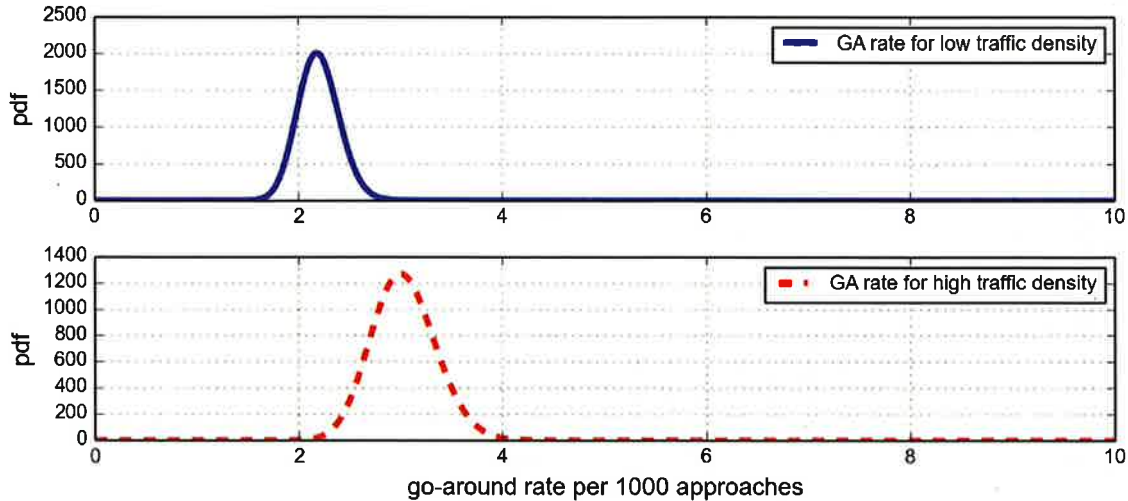 2500
2000
1500
1000
500
0
pdf
GA rate for low traffic density
0 2 4 6 8 10
1400
1200
1000
800
600
400
200
0
pdf
GA rate for high traffic density
0 2 4 6 8 10
go-around rate per 1000 approaches